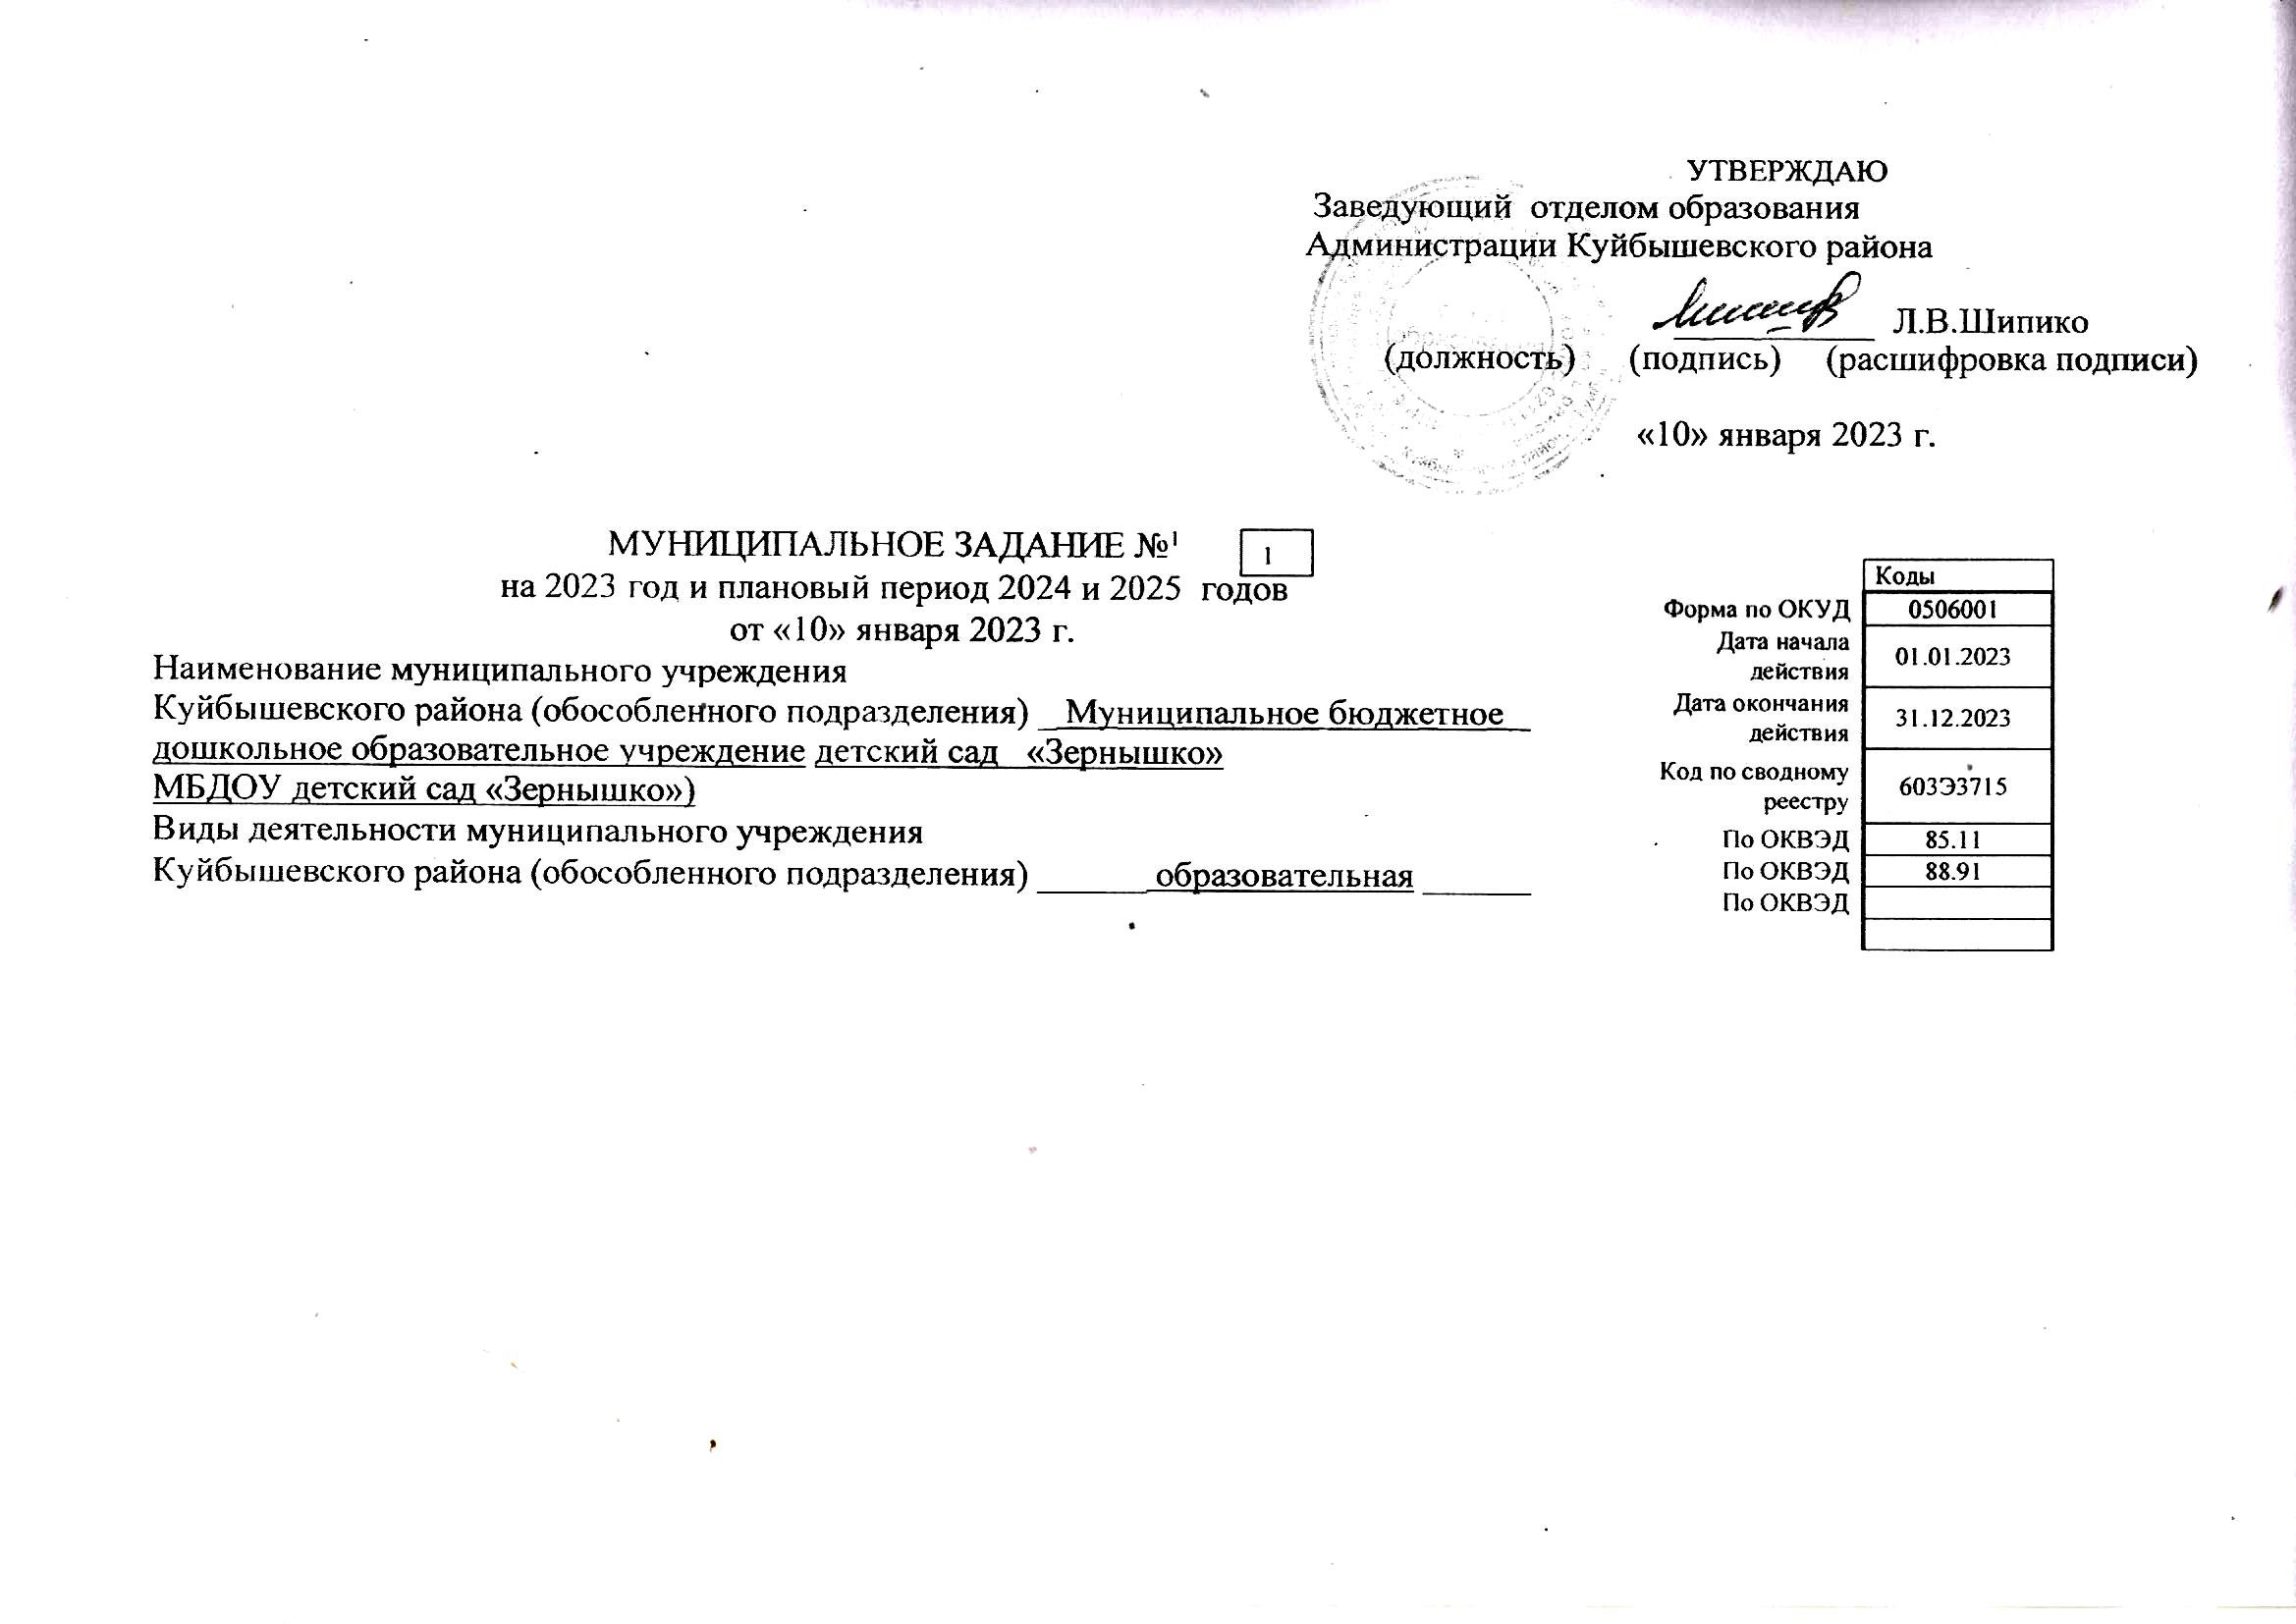 УТВЕРЖДАЮ
Заведующий отделом образования
Администрации Куйбышевского района
Л.В.Шипико
(должность) (подпись) (расшифровка подписи)
«10» января 2023 г.
МУНИЦИПАЛЬНОЕ ЗАДАНИЕ №¹ 1
на 2023 год и плановый период 2024 и 2025 годов
от «10» января 2023 г.
Наименование муниципального учреждения
Куйбышевского района (обособленного подразделения) Муниципальное бюджетное
дошкольное образовательное учреждение детский сад «Зернышко»
МБДОУ детский сад «Зернышко»)
Виды деятельности муниципального учреждения
Куйбышевского района (обособленного подразделения) образовательная
Коды
Форма по ОКУД 0506001
Дата начала
действия 01.01.2023
Дата окончания
действия 31.12.2023
Код по сводному
реестру 603Э3715
По ОКВЭД 85.11
По ОКВЭД 88.91
По ОКВЭД